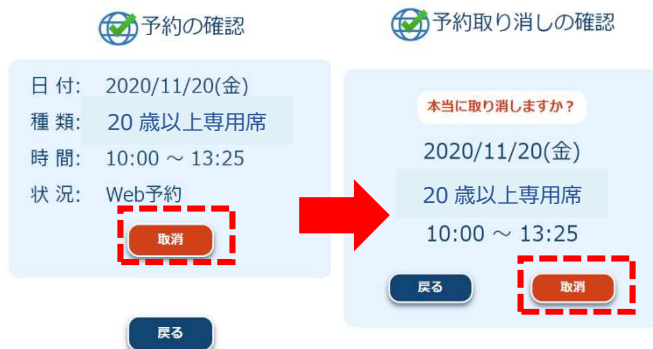 予約の確認
日 付: 2020/11/20(金)
種 類: 20 歳以上専用席
時 間: 10:00 ~ 13:25
状 況: Web予約
取消
戻る
予約取り消しの確認
本当に取り消しますか?
2020/11/20(金)
20 歳以上専用席
10:00 ~ 13:25
戻る 取消